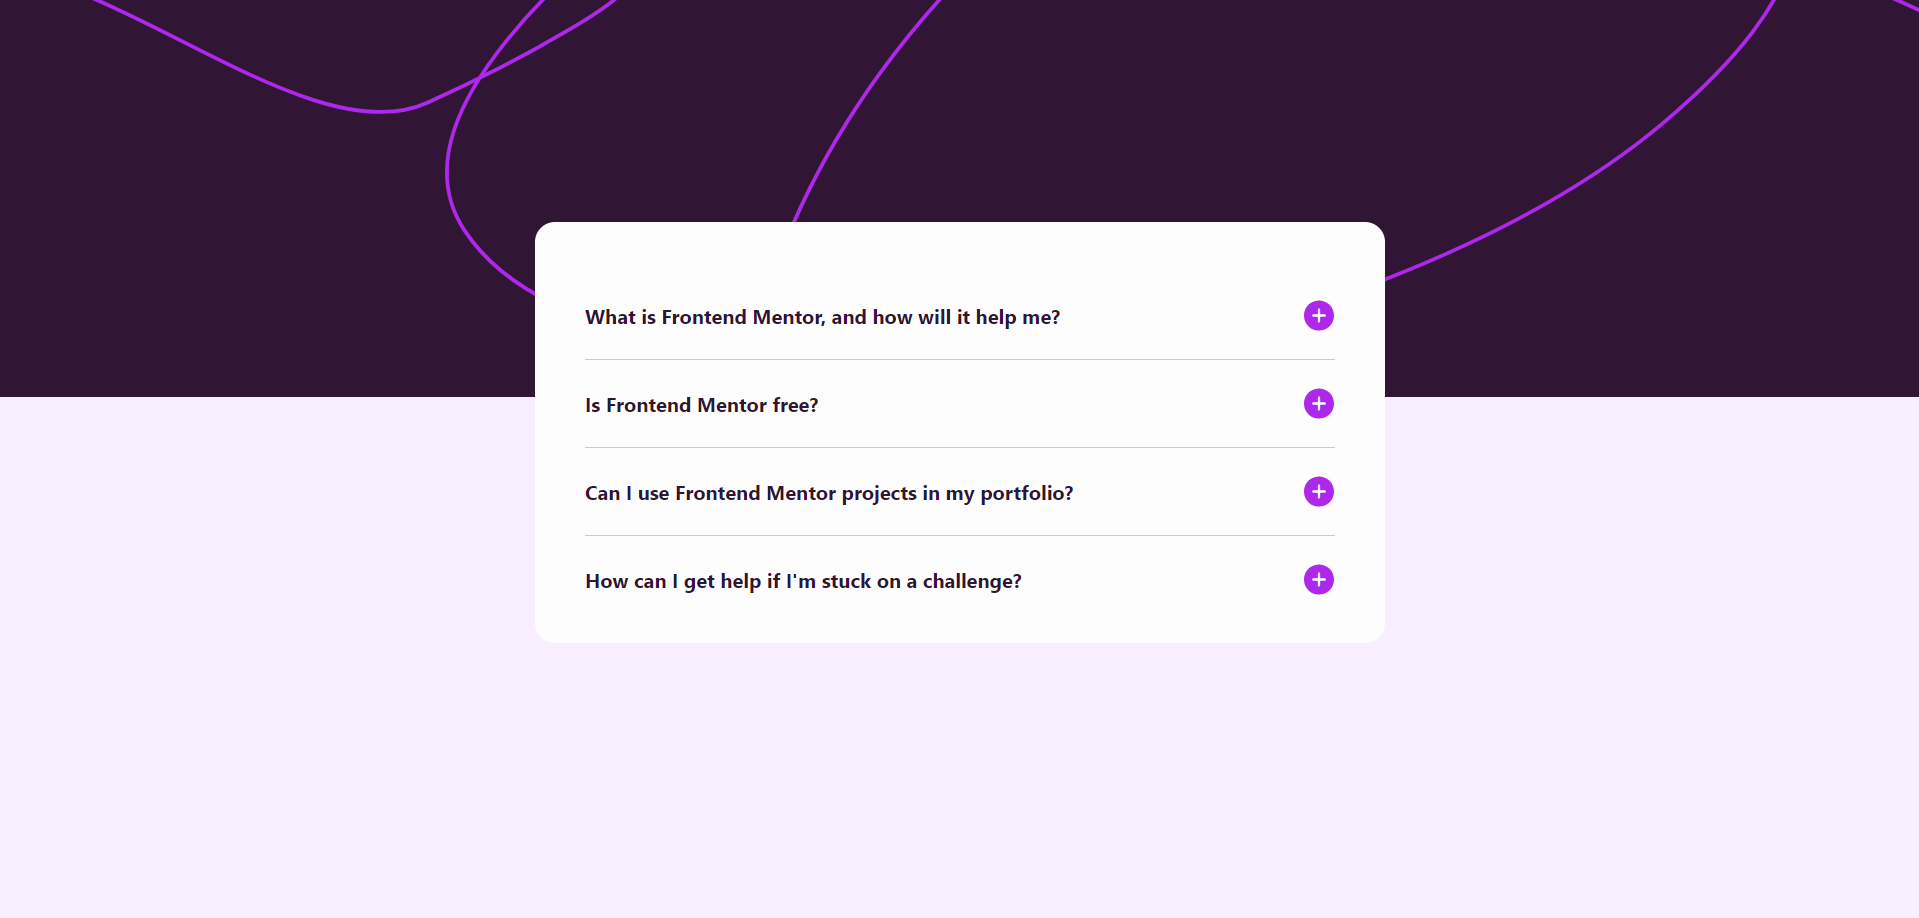 What is Frontend Mentor, and how will it help me?
Is Frontend Mentor free?
Can I use Frontend Mentor projects in my portfolio?
How can I get help if I'm stuck on a challenge?